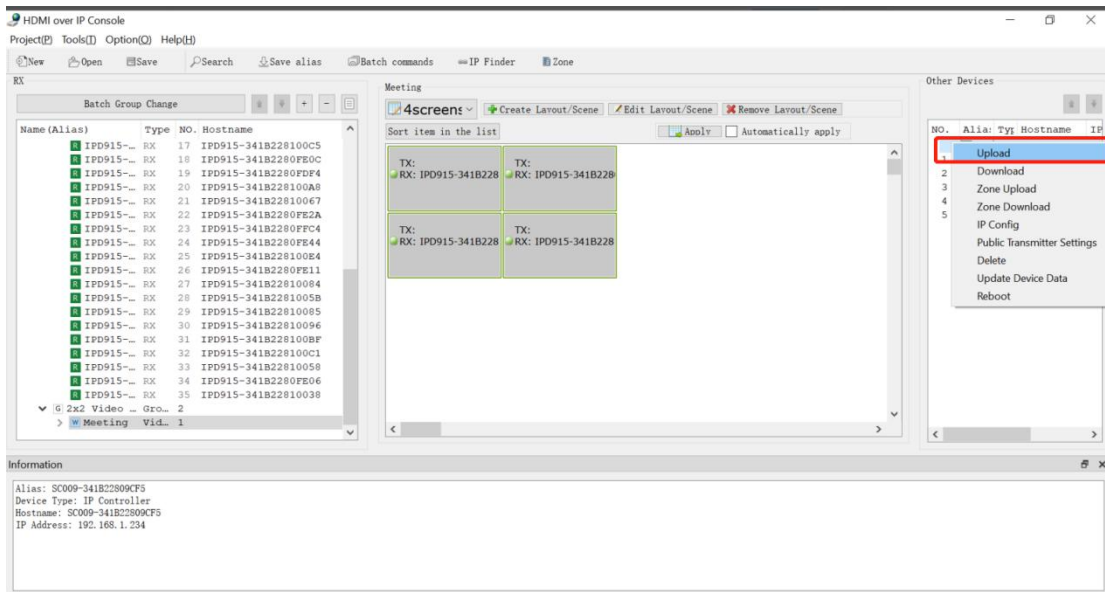 HDMI over IP Console
Project(P) Tools(T) Option(O) Help(H)
New Open Save Search Save alias Batch commands IP Finder Zone
RX
Batch Group Change + -
Name(Alias) Type NO. Hostname
R IPD915-… RX 17 IPD915-341B228100C5
R IPD915-… RX 18 IPD915-341B2280FE0C
R IPD915-… RX 19 IPD915-341B2280FDF4
R IPD915-… RX 20 IPD915-341B228100A8
R IPD915-… RX 21 IPD915-341B22810067
R IPD915-… RX 22 IPD915-341B2280FE2A
R IPD915-… RX 23 IPD915-341B2280FFC4
R IPD915-… RX 24 IPD915-341B2280FE44
R IPD915-… RX 25 IPD915-341B228100E4
R IPD915-… RX 26 IPD915-341B2280FE11
R IPD915-… RX 27 IPD915-341B22810084
R IPD915-… RX 28 IPD915-341B2281005B
R IPD915-… RX 29 IPD915-341B22810085
R IPD915-… RX 30 IPD915-341B22810096
R IPD915-… RX 31 IPD915-341B228100BF
R IPD915-… RX 32 IPD915-341B228100C1
R IPD915-… RX 33 IPD915-341B22810058
R IPD915-… RX 34 IPD915-341B2280FE06
R IPD915-… RX 35 IPD915-341B22810038
G 2x2 Video … Gro… 2
W Meeting Vid… 1
Meeting
4screens Create Layout/Scene Edit Layout/Scene Remove Layout/Scene
Sort item in the list Apply Automatically apply
TX: TX:
RX: IPD915-341B228 RX: IPD915-341B228
TX: TX:
RX: IPD915-341B228 RX: IPD915-341B228
Other Devices
NO. Alia: Typ Hostname IP
1
2
3
4
5
Upload
Download
Zone Upload
Zone Download
IP Config
Public Transmitter Settings
Delete
Update Device Data
Reboot
Information
Alias: SC009-341B22809CF5
Device Type: IP Controller
Hostname: SC009-341B22809CF5
IP Address: 192.168.1.234